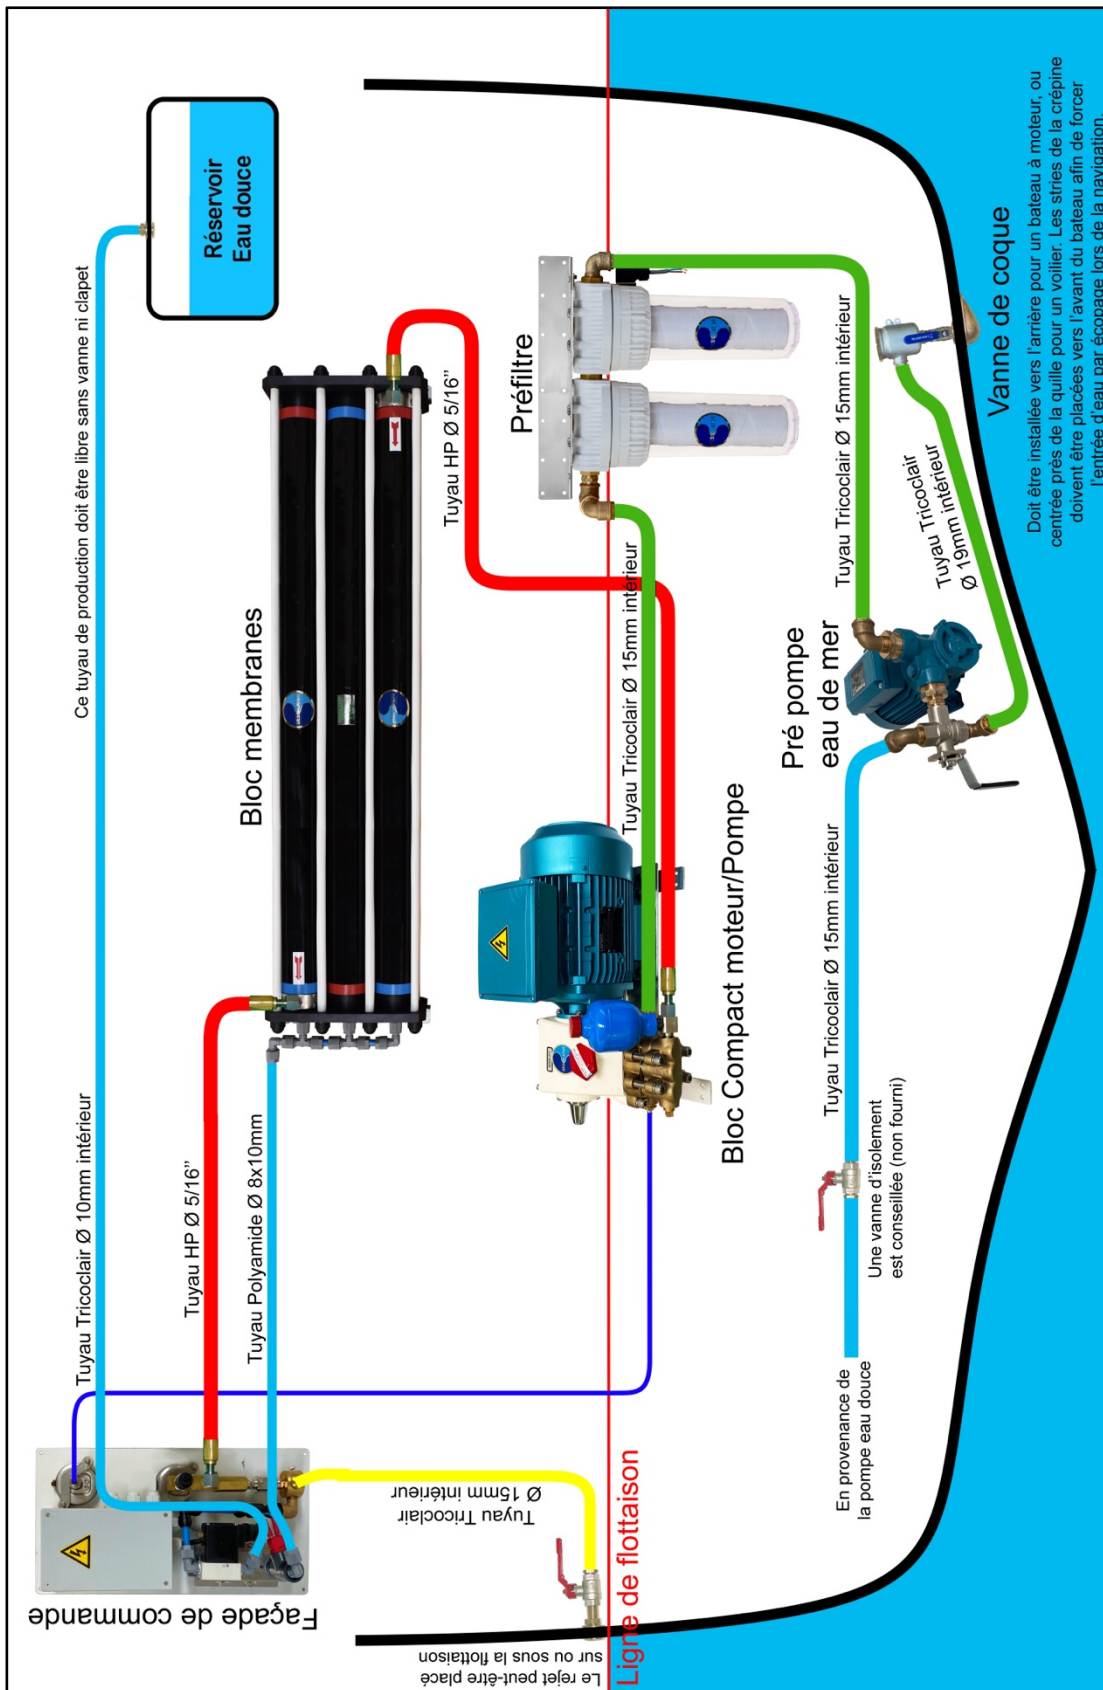 Réservoir
Eau douce
Ce tuyau de production doit être libre sans vanne ni clapet
Tuyau Tricoclair Ø 10mm intérieur
Façade de commande
Bloc membranes
Tuyau HP Ø 5/16’’
Tuyau HP Ø 5/16’’
Tuyau Polyamide Ø 8x10mm
Préfiltre
Tuyau Tricoclair Ø 15mm intérieur
Bloc Compact moteur/Pompe
Tuyau Tricoclair
Ø 15mm intérieur
Le rejet peut-être placé
sur ou sous la flottaison
Ligne de flottaison
Tuyau Tricoclair Ø 15mm intérieur
Pré pompe
eau de mer
Tuyau Tricoclair
Ø 19mm intérieur
Tuyau Tricoclair Ø 15mm intérieur
Une vanne d’isolement
est conseillée (non fourni)
En provenance de
la pompe eau douce
Vanne de coque
Doit être installée vers l’arrière pour un bateau à moteur, ou
centrée près de la quille pour un voilier. Les stries de la crépine
doivent être placées vers l’avant du bateau afin de forcer
l’entrée d’eau par écopage lors de la navigation.